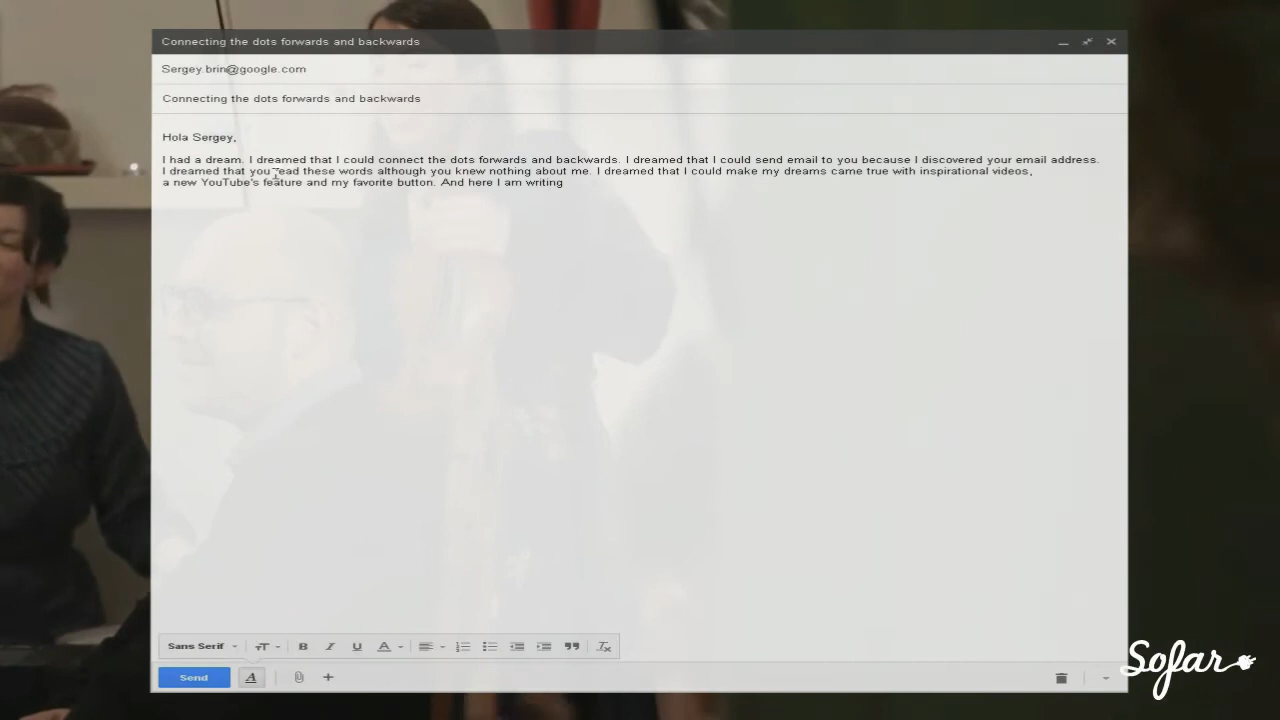 Connecting the dots forwards and backwards
Sergey.brin@google.com
Connecting the dots forwards and backwards
Hola Sergey,
I had a dream. I dreamed that I could connect the dots forwards and backwards. I dreamed that I could send email to you because I discovered your email address.
I dreamed that you read these words although you knew nothing about me. I dreamed that I could make my dreams came true with inspirational videos,
a new YouTube's feature and my favorite button. And here I am writing
Sans Serif
Send
Sofar